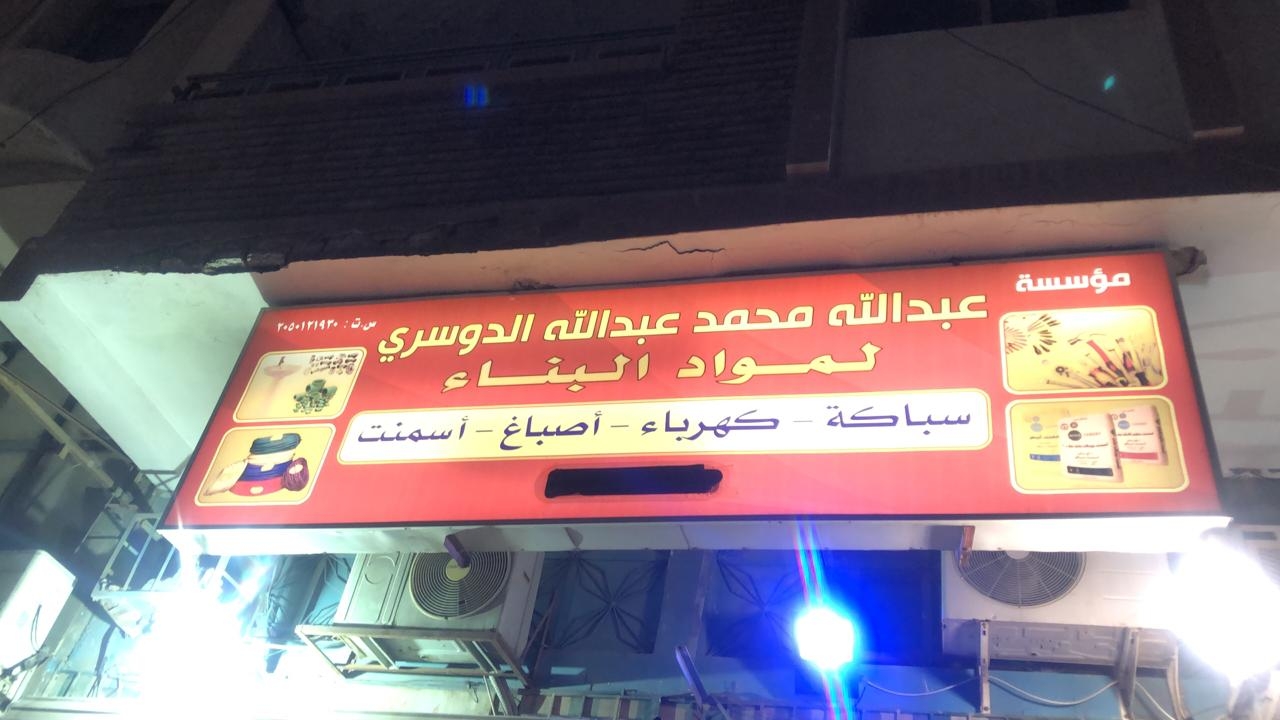 مؤسسة
عبدالله محمد عبدالله الدوسري
س.ت : ٢٠٥٠١٢١٩٣٠
لمواد البناء
سباكة - كهرباء - أصباغ - أسمنت